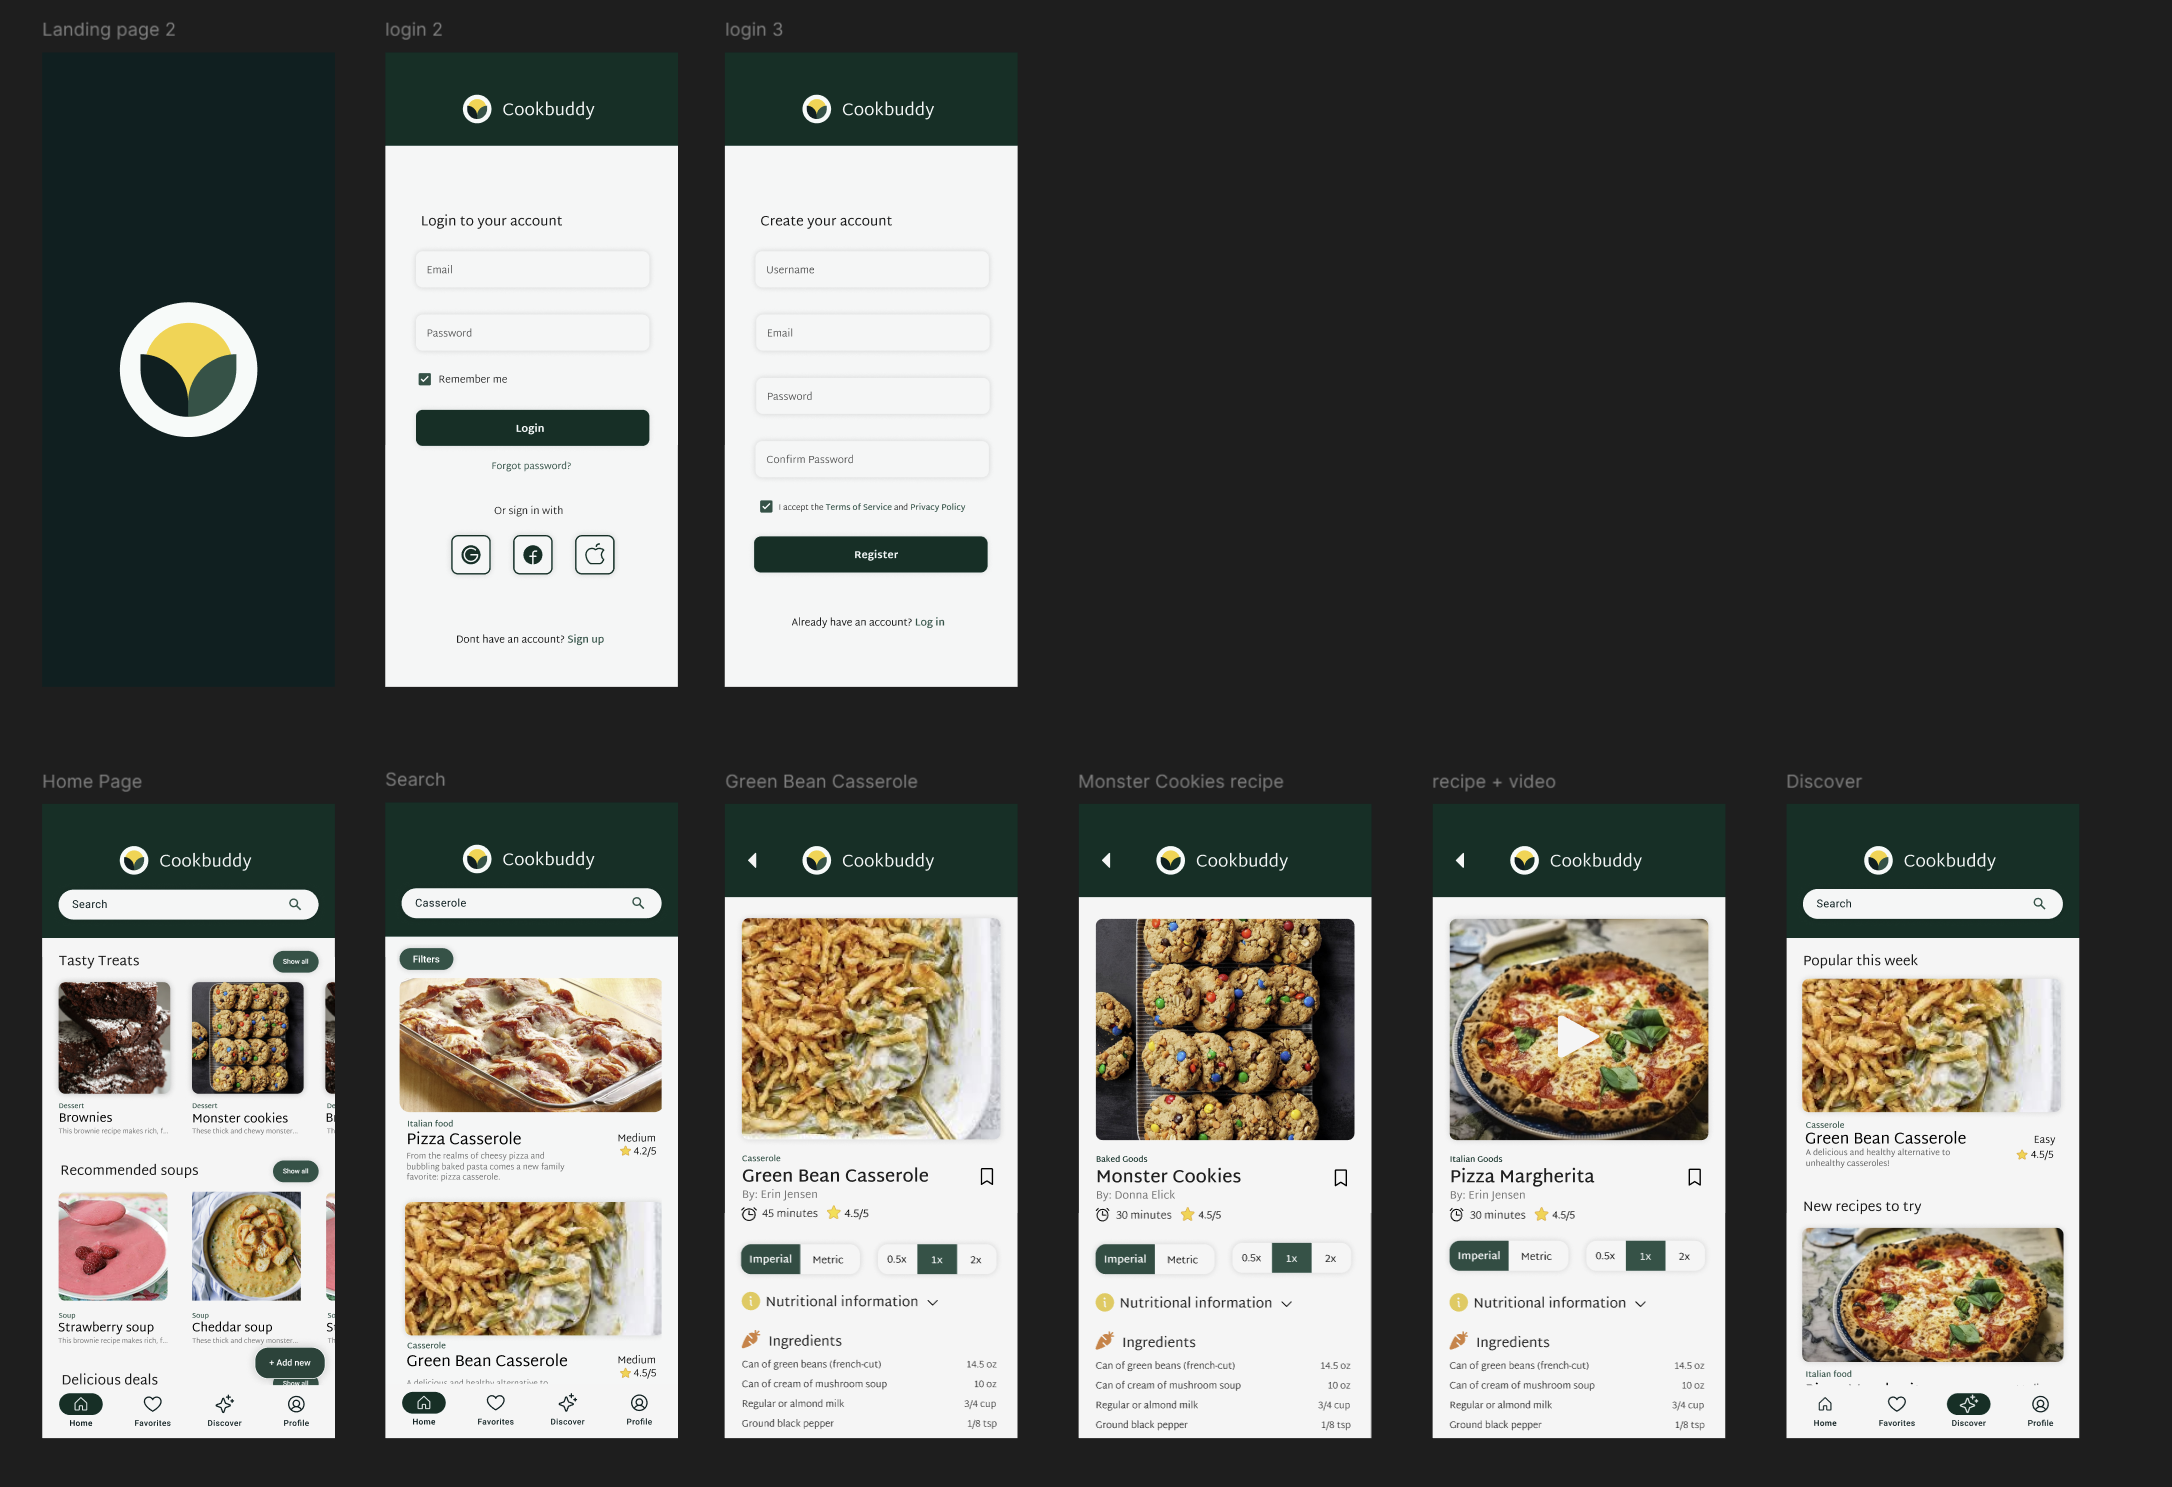 Landing page 2
login 2
login 3
Cookbuddy
Login to your account
Email
Password
Remember me
Login
Forgot password?
Or sign in with
Dont have an account? Sign up
Cookbuddy
Create your account
Username
Email
Password
Confirm Password
I accept the Terms of Service and Privacy Policy
Register
Already have an account? Log in
Home Page
Search
Green Bean Casserole
Monster Cookies recipe
recipe + video
Discover
Cookbuddy
Search
Tasty Treats
Show all
Dessert
Brownies
This brownie recipe makes rich, f...
Dessert
Monster cookies
These thick and chewy monster...
De
Br
Th
Recommended soups
Show all
Soup
Strawberry soup
This brownie recipe makes rich, f...
Soup
Cheddar soup
These thick and chewy monster...
So
St
Th
+ Add new
Delicious deals
Show all
Home
Favorites
Discover
Profile
Cookbuddy
Casserole
Filters
Italian food
Pizza Casserole
From the realms of cheesy pizza and
bubbling baked pasta comes a new family
favorite: pizza casserole.
Medium
4.2/5
Casserole
Green Bean Casserole
A delicious and healthy alternative to
Medium
4.5/5
Home
Favorites
Discover
Profile
Cookbuddy
Casserole
Green Bean Casserole
By: Erin Jensen
45 minutes
4.5/5
Imperial
Metric
0.5x
1x
2x
Nutritional information
Ingredients
Can of green beans (french-cut) 14.5 oz
Can of cream of mushroom soup 10 oz
Regular or almond milk 3/4 cup
Ground black pepper 1/8 tsp
Cookbuddy
Baked Goods
Monster Cookies
By: Donna Elick
30 minutes
4.5/5
Imperial
Metric
0.5x
1x
2x
Nutritional information
Ingredients
Can of green beans (french-cut) 14.5 oz
Can of cream of mushroom soup 10 oz
Regular or almond milk 3/4 cup
Ground black pepper 1/8 tsp
Cookbuddy
Italian Goods
Pizza Margherita
By: Erin Jensen
30 minutes
4.5/5
Imperial
Metric
0.5x
1x
2x
Nutritional information
Ingredients
Can of green beans (french-cut) 14.5 oz
Can of cream of mushroom soup 10 oz
Regular or almond milk 3/4 cup
Ground black pepper 1/8 tsp
Cookbuddy
Search
Popular this week
Casserole
Green Bean Casserole
A delicious and healthy alternative to
unhealthy casseroles!
Easy
4.5/5
New recipes to try
Italian food
Home
Favorites
Discover
Profile